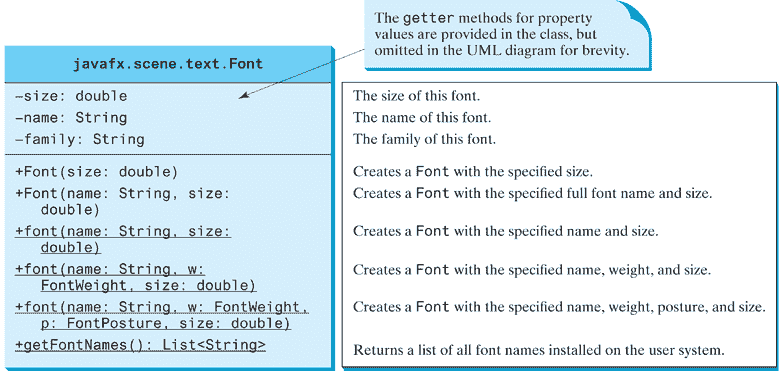 The getter methods for property
values are provided in the class, but
omitted in the UML diagram for brevity.
javafx.scene.text.Font
–size: double
–name: String
–family: String
The size of this font.
The name of this font.
The family of this font.
+Font(size: double)
+Font(name: String, size:
double)
+font(name: String, size:
double)
+font(name: String, w:
FontWeight, size: double)
+font(name: String, w: FontWeight,
p: FontPosture, size: double)
+getFontNames(): List<String>
Creates a Font with the specified size.
Creates a Font with the specified full font name and size.
Creates a Font with the specified name and size.
Creates a Font with the specified name, weight, and size.
Creates a Font with the specified name, weight, posture, and size.
Returns a list of all font names installed on the user system.